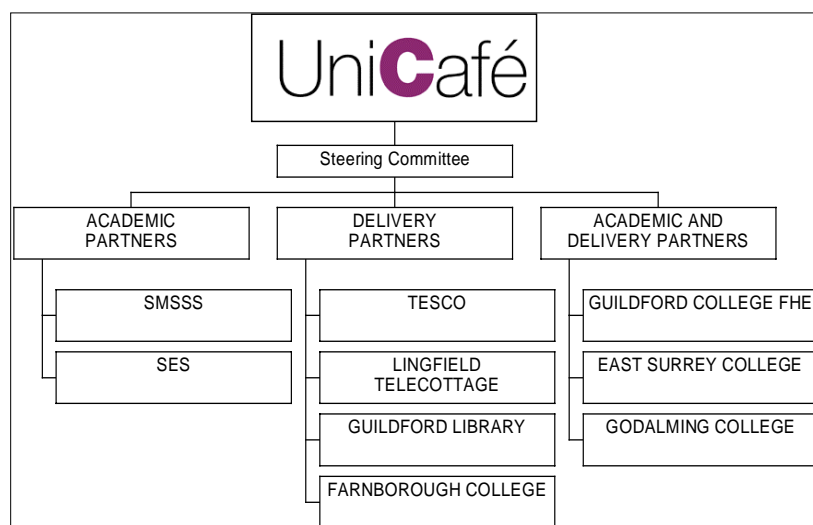 UniCafé
Steering Committee
ACADEMIC
PARTNERS
DELIVERY
PARTNERS
ACADEMIC AND
DELIVERY PARTNERS
SMSSS
SES
TESCO
LINGFIELD
TELECOTTAGE
GUILDFORD LIBRARY
FARNBOROUGH COLLEGE
GUILDFORD COLLEGE FHE
EAST SURREY COLLEGE
GODALMING COLLEGE